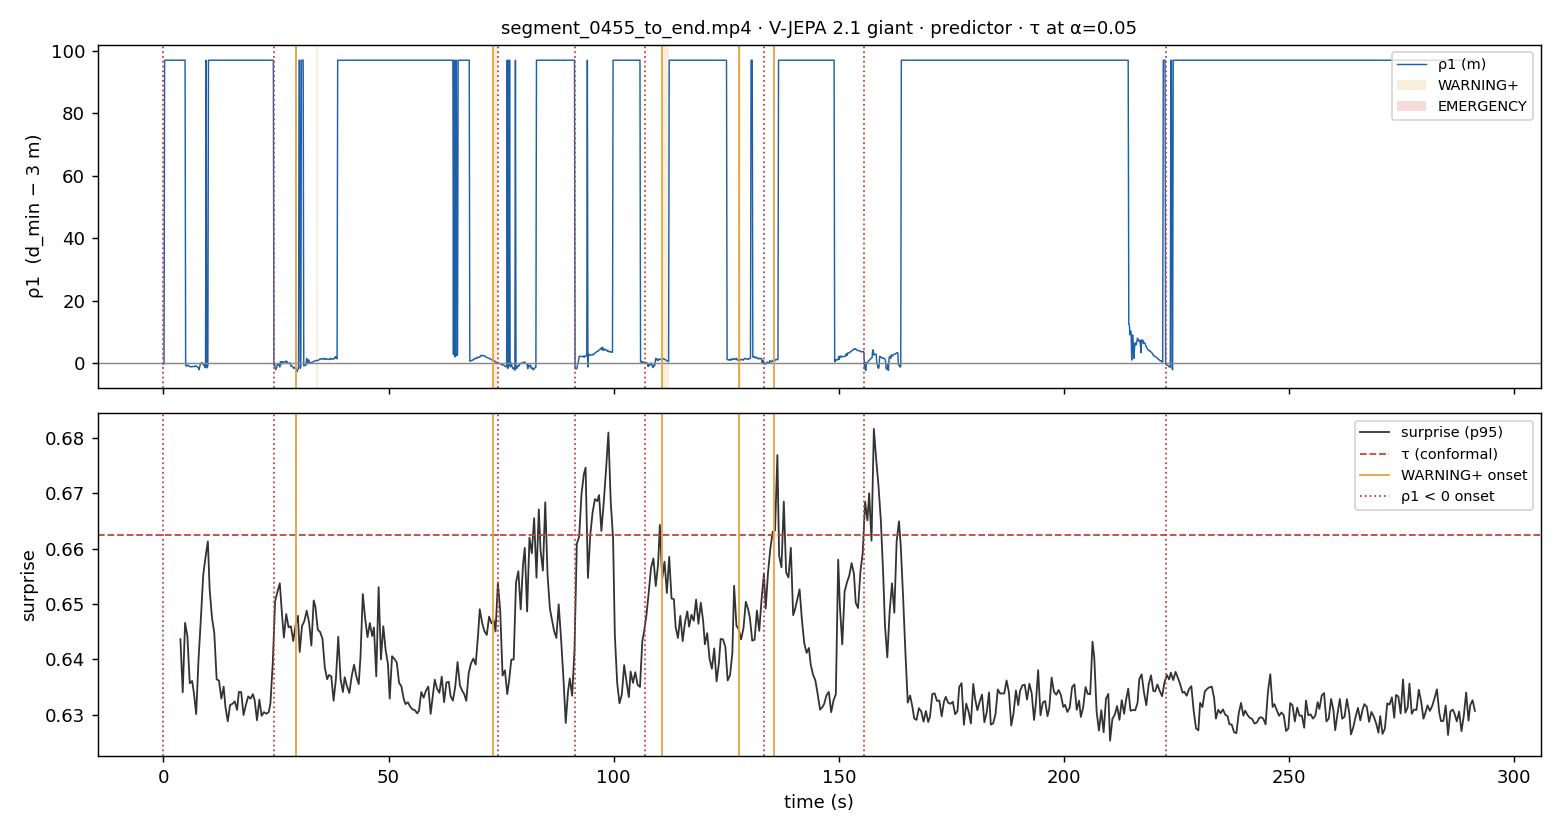 segment_0455_to_end.mp4 · V-JEPA 2.1 giant · predictor · τ at α=0.05
100
80
60
40
20
0
ρ1 (d_min − 3 m)
ρ1 (m)
WARNING+
EMERGENCY
0.68
0.67
0.66
0.65
0.64
0.63
surprise
surprise (p95)
τ (conformal)
WARNING+ onset
ρ1 < 0 onset
0 50 100 150 200 250 300
time (s)